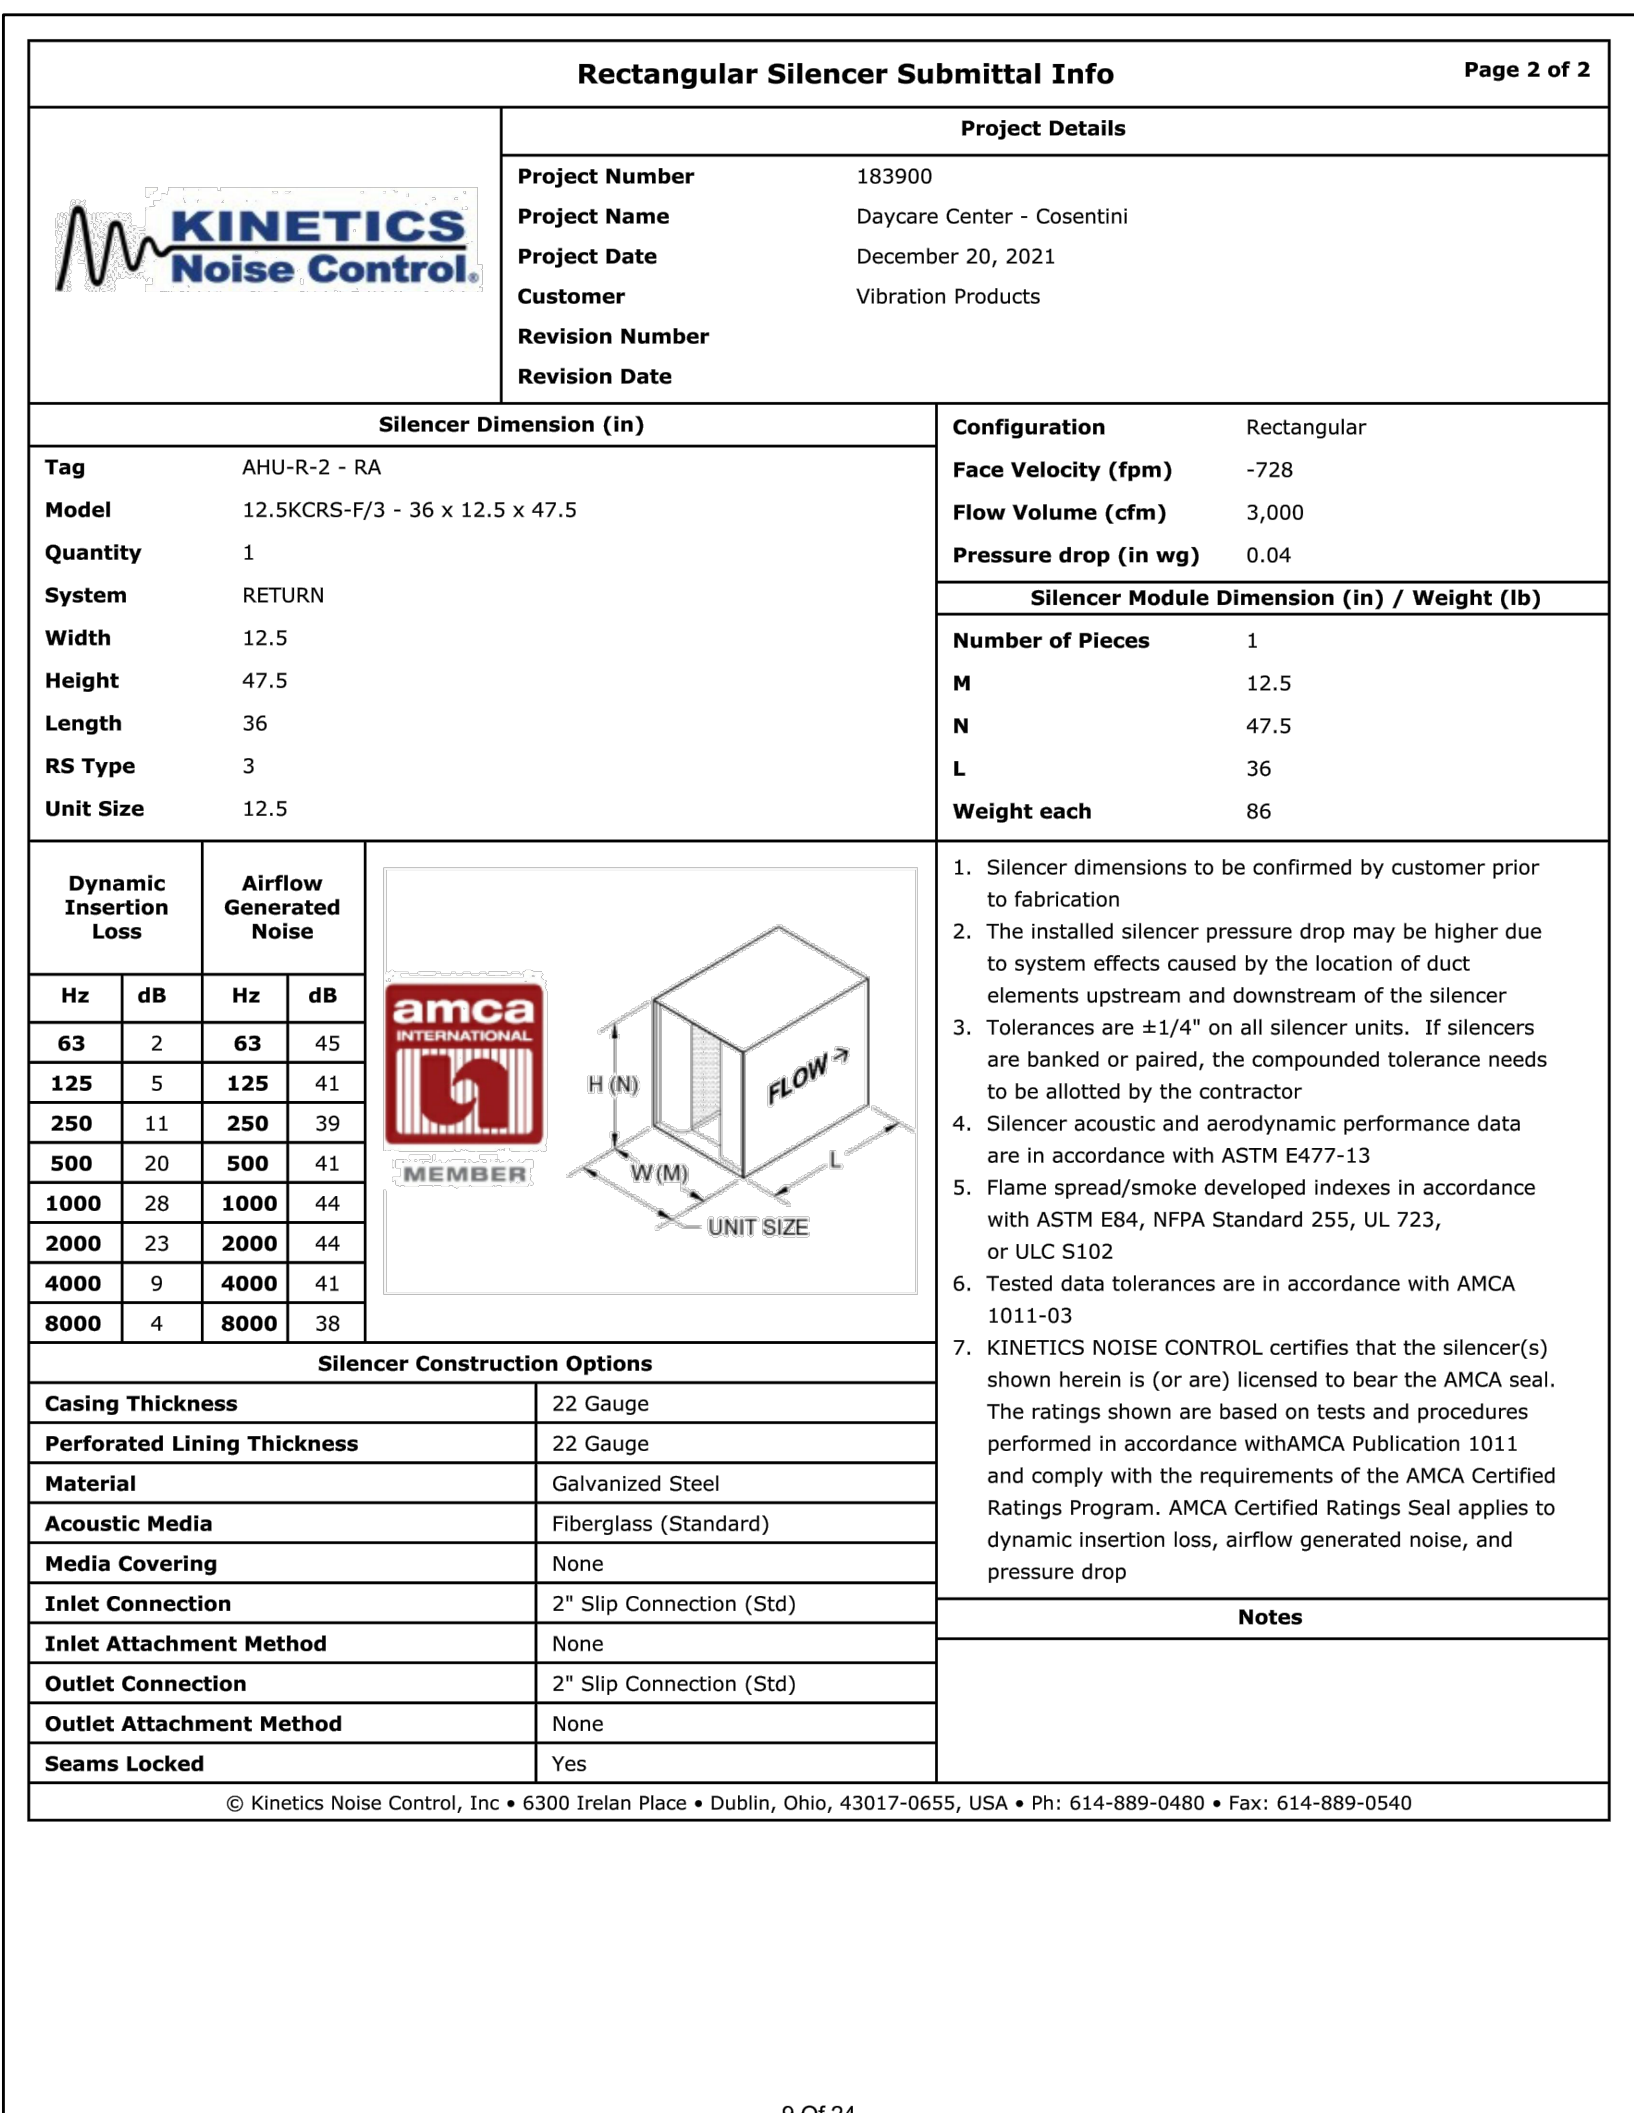 Rectangular Silencer Submittal Info
Page 2 of 2
KINETICS
Noise Control®
Project Details
Project Number 183900
Project Name Daycare Center - Cosentini
Project Date December 20, 2021
Customer Vibration Products
Revision Number
Revision Date
Silencer Dimension (in)
Tag AHU-R-2 - RA
Model 12.5KCRS-F/3 - 36 x 12.5 x 47.5
Quantity 1
System RETURN
Width 12.5
Height 47.5
Length 36
RS Type 3
Unit Size 12.5
Configuration Rectangular
Face Velocity (fpm) -728
Flow Volume (cfm) 3,000
Pressure drop (in wg) 0.04
Silencer Module Dimension (in) / Weight (lb)
Number of Pieces 1
M 12.5
N 47.5
L 36
Weight each 86
Dynamic
Insertion
Loss
Airflow
Generated
Noise
Hz dB Hz dB
63 2 63 45
125 5 125 41
250 11 250 39
500 20 500 41
1000 28 1000 44
2000 23 2000 44
4000 9 4000 41
8000 4 8000 38
amca
INTERNATIONAL
MEMBER
H (N)
FLOW
W (M)
L
UNIT SIZE
1. Silencer dimensions to be confirmed by customer prior
to fabrication
2. The installed silencer pressure drop may be higher due
to system effects caused by the location of duct
elements upstream and downstream of the silencer
3. Tolerances are ±1/4" on all silencer units. If silencers
are banked or paired, the compounded tolerance needs
to be allotted by the contractor
4. Silencer acoustic and aerodynamic performance data
are in accordance with ASTM E477-13
5. Flame spread/smoke developed indexes in accordance
with ASTM E84, NFPA Standard 255, UL 723,
or ULC S102
6. Tested data tolerances are in accordance with AMCA
1011-03
7. KINETICS NOISE CONTROL certifies that the silencer(s)
shown herein is (or are) licensed to bear the AMCA seal.
The ratings shown are based on tests and procedures
performed in accordance withAMCA Publication 1011
and comply with the requirements of the AMCA Certified
Ratings Program. AMCA Certified Ratings Seal applies to
dynamic insertion loss, airflow generated noise, and
pressure drop
Silencer Construction Options
Casing Thickness 22 Gauge
Perforated Lining Thickness 22 Gauge
Material Galvanized Steel
Acoustic Media Fiberglass (Standard)
Media Covering None
Inlet Connection 2" Slip Connection (Std)
Inlet Attachment Method None
Outlet Connection 2" Slip Connection (Std)
Outlet Attachment Method None
Seams Locked Yes
Notes
© Kinetics Noise Control, Inc • 6300 Irelan Place • Dublin, Ohio, 43017-0655, USA • Ph: 614-889-0480 • Fax: 614-889-0540
9 Of 24